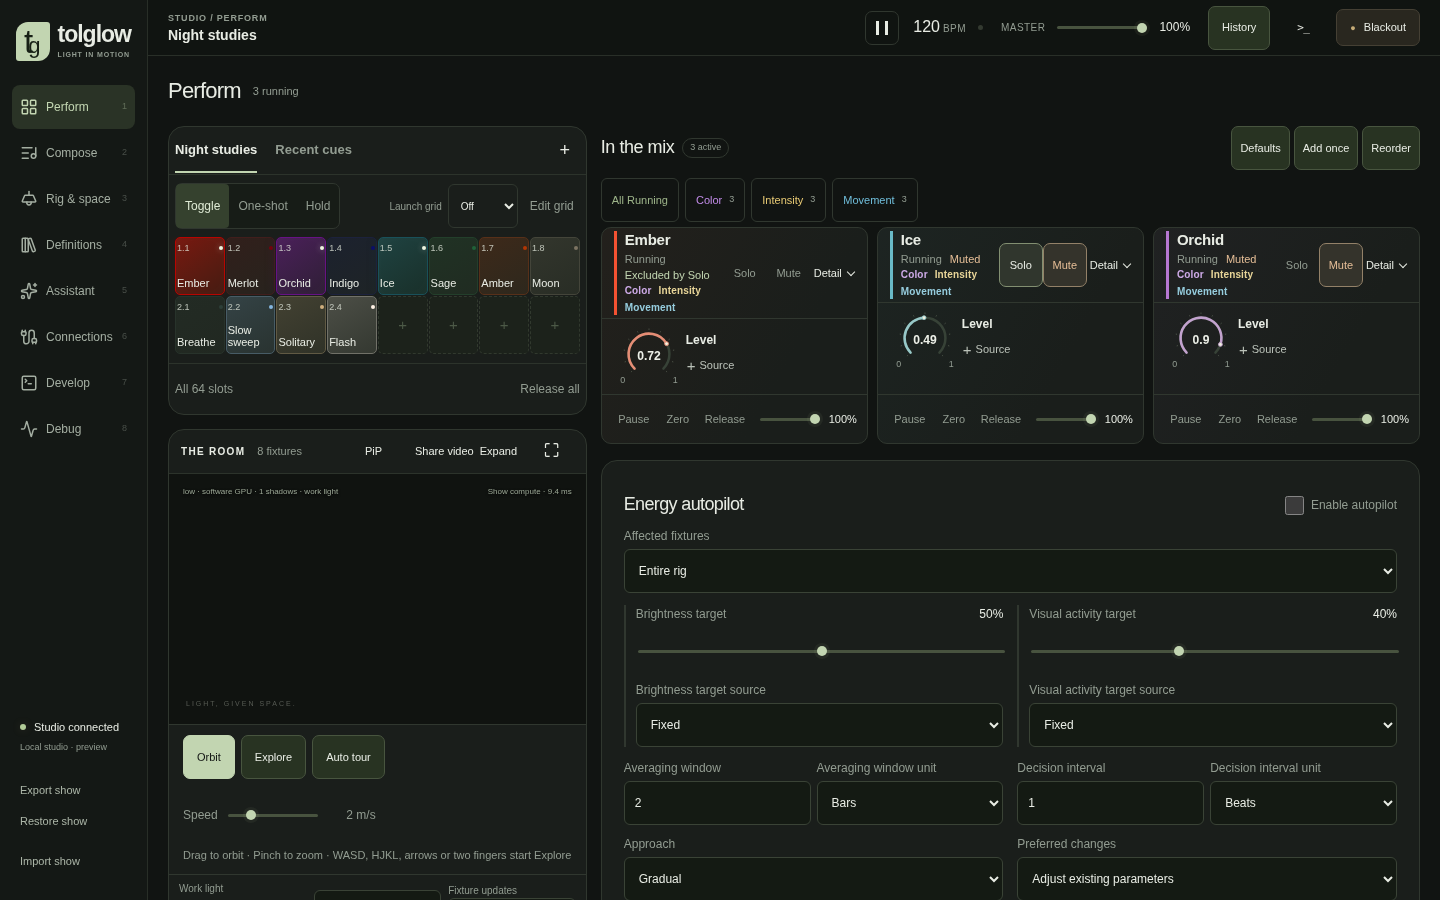 tg tolglow
LIGHT IN MOTION
Perform 1
Compose 2
Rig & space 3
Definitions 4
Assistant 5
Connections 6
Develop 7
Debug 8
Studio connected
Local studio · preview
Export show
Restore show
Import show
STUDIO / PERFORM
Night studies
120 BPM
MASTER
100%
History
>_
Blackout
Perform 3 running
Night studies
Recent cues
+
Toggle One-shot Hold
Launch grid
Off
Edit grid
1.1 1.2 1.3 1.4 1.5 1.6 1.7 1.8
Ember Merlot Orchid Indigo Ice Sage Amber Moon
2.1 2.2 2.3 2.4
Breathe Slow sweep Solitary Flash + + + +
All 64 slots
Release all
THE ROOM 8 fixtures
PiP
Share video
Expand
low · software GPU · 1 shadows · work light
Show compute · 9.4 ms
LIGHT, GIVEN SPACE.
Orbit
Explore
Auto tour
Speed
2 m/s
Drag to orbit · Pinch to zoom · WASD, HJKL, arrows or two fingers start Explore
Work light
Fixture updates
In the mix 3 active
Defaults
Add once
Reorder
All Running
Color 3
Intensity 3
Movement 3
Ember
Running
Excluded by Solo
Color Intensity
Movement
Solo
Mute
Detail
0.72
0 1
Level
+ Source
Pause Zero Release 100%
Ice
Running Muted
Color Intensity
Movement
Solo
Mute
Detail
0.49
0 1
Level
+ Source
Pause Zero Release 100%
Orchid
Running Muted
Color Intensity
Movement
Solo
Mute
Detail
0.9
0 1
Level
+ Source
Pause Zero Release 100%
Energy autopilot
Enable autopilot
Affected fixtures
Entire rig
Brightness target 50%
Visual activity target 40%
Brightness target source
Fixed
Visual activity target source
Fixed
Averaging window
2
Averaging window unit
Bars
Decision interval
1
Decision interval unit
Beats
Approach
Gradual
Preferred changes
Adjust existing parameters